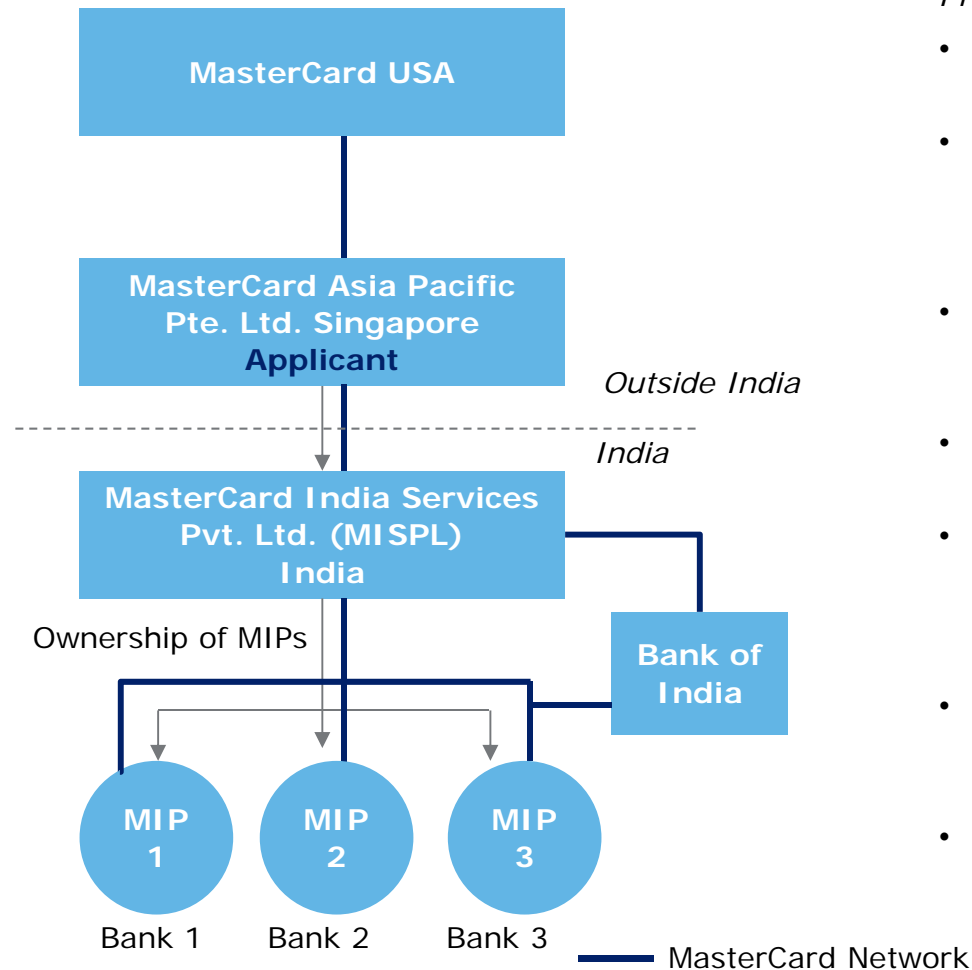 MasterCard USA
MasterCard Asia Pacific
Pte. Ltd. Singapore
Applicant
Outside India
India
MasterCard India Services
Pvt. Ltd. (MISPL)
India
Ownership of MIPs
Bank of
India
MIP
1
MIP
2
MIP
3
Bank 1
Bank 2
Bank 3
MasterCard Network